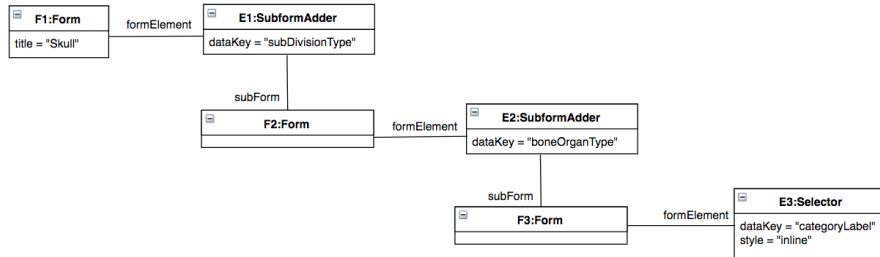 F1:Form
title = "Skull"
formElement
E1:SubformAdder
dataKey = "subDivisionType"
subForm
F2:Form
formElement
E2:SubformAdder
dataKey = "boneOrganType"
subForm
F3:Form
formElement
E3:Selector
dataKey = "categoryLabel"
style = "inline"